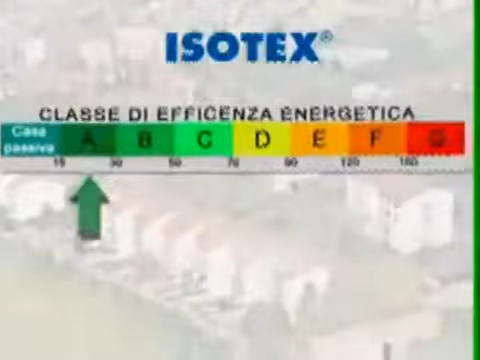 ISOTEX®
CLASSE DI EFFICENZA ENERGETICA
Casa passiva A B C D E F G
15 30 50 70 90 120 160